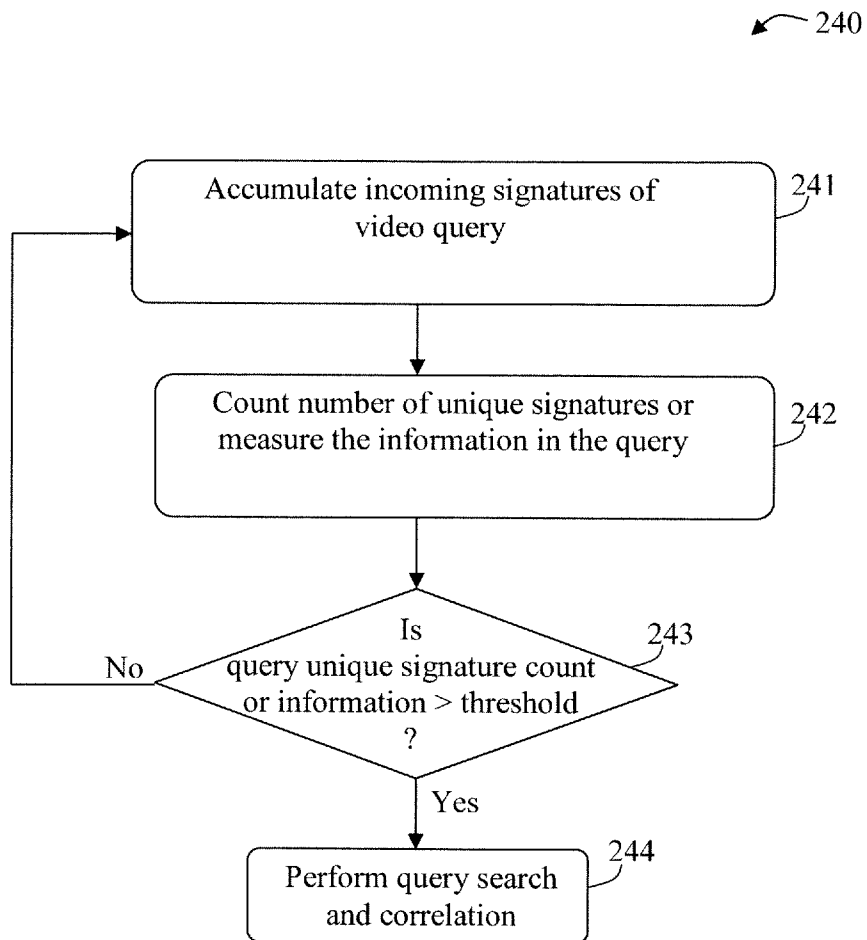 240
Accumulate incoming signatures of
video query
241
Count number of unique signatures or
measure the information in the query
242
Is
query unique signature count
or information > threshold
?
243
No
Yes
244
Perform query search
and correlation